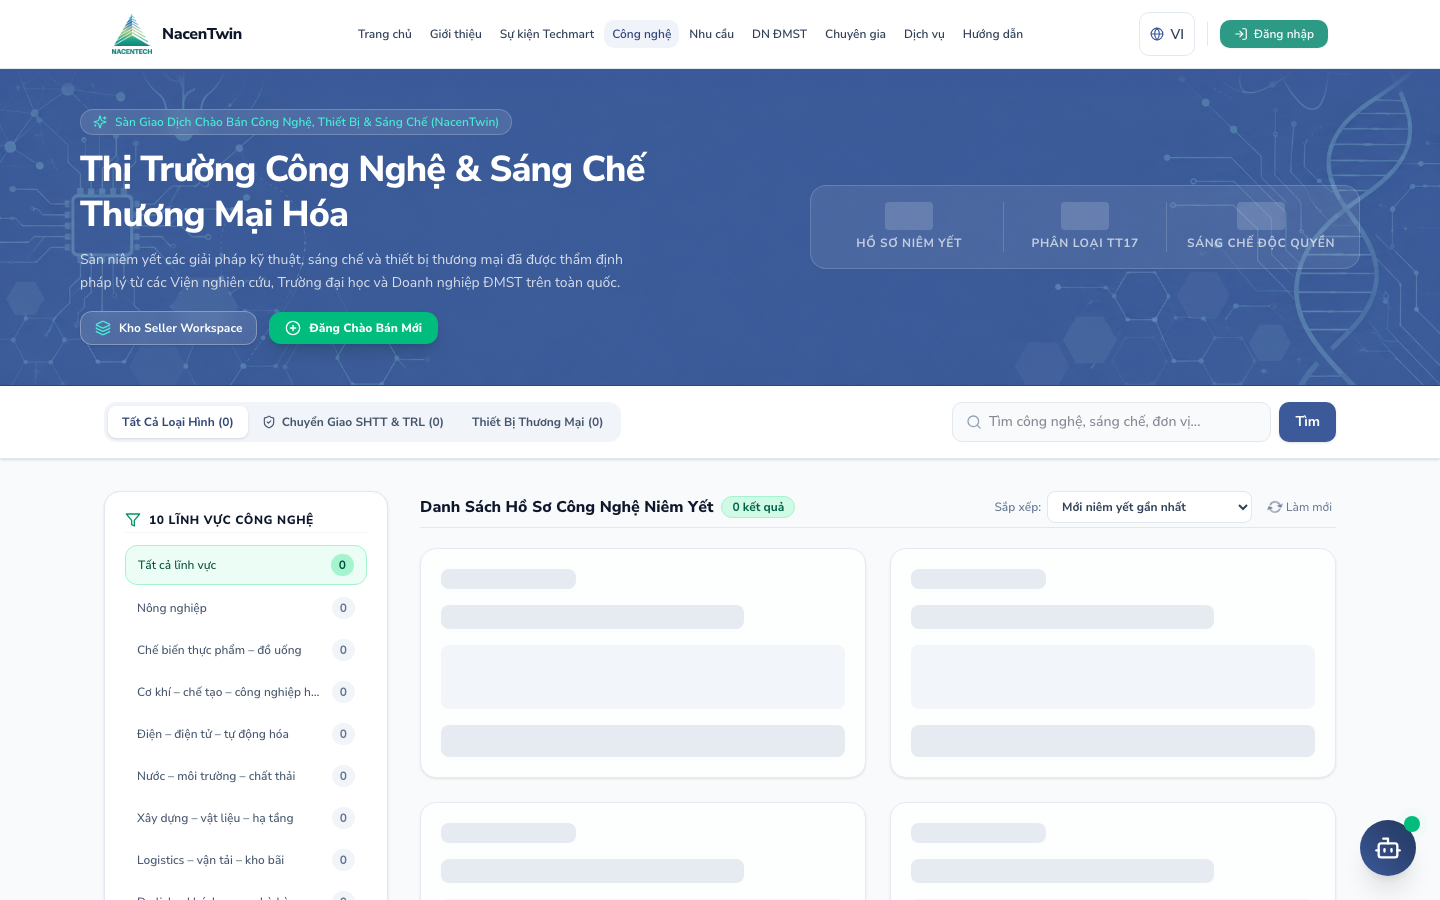 NACENTECH
NacenTwin
Trang chủ
Giới thiệu
Sự kiện Techmart
Công nghệ
Nhu cầu
DN ĐMST
Chuyên gia
Dịch vụ
Hướng dẫn
VI
Đăng nhập
Sàn Giao Dịch Chào Bán Công Nghệ, Thiết Bị & Sáng Chế (NacenTwin)
Thị Trường Công Nghệ & Sáng Chế
Thương Mại Hóa
Sàn niêm yết các giải pháp kỹ thuật, sáng chế và thiết bị thương mại đã được thẩm định
pháp lý từ các Viện nghiên cứu, Trường đại học và Doanh nghiệp ĐMST trên toàn quốc.
Kho Seller Workspace
Đăng Chào Bán Mới
HỒ SƠ NIÊM YẾT
PHÂN LOẠI TT17
SÁNG CHẾ ĐỘC QUYỀN
Tất Cả Loại Hình (0)
Chuyển Giao SHTT & TRL (0)
Thiết Bị Thương Mại (0)
Tìm công nghệ, sáng chế, đơn vị...
Tìm
10 LĨNH VỰC CÔNG NGHỆ
Tất cả lĩnh vực 0
Nông nghiệp 0
Chế biến thực phẩm – đồ uống 0
Cơ khí – chế tạo – công nghiệp h... 0
Điện – điện tử – tự động hóa 0
Nước – môi trường – chất thải 0
Xây dựng – vật liệu – hạ tầng 0
Logistics – vận tải – kho bãi 0
Danh Sách Hồ Sơ Công Nghệ Niêm Yết
0 kết quả
Sắp xếp:
Mới niêm yết gần nhất
Làm mới